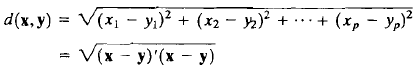 d(x, y) = √(x₁ − y₁)² + (x₂ − y₂)² + ··· + (xₚ − yₚ)²
= √(x − y)′(x − y)